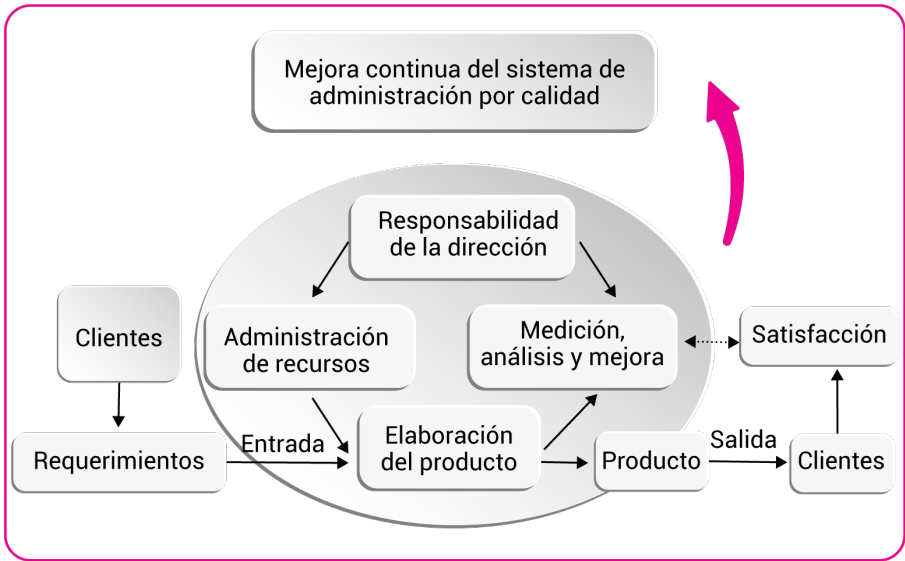 Mejora continua del sistema de
administración por calidad
Responsabilidad
de la dirección
Clientes
Administración
de recursos
Medición,
análisis y mejora
Satisfacción
Requerimientos
Entrada
Elaboración
del producto
Producto
Salida
Clientes